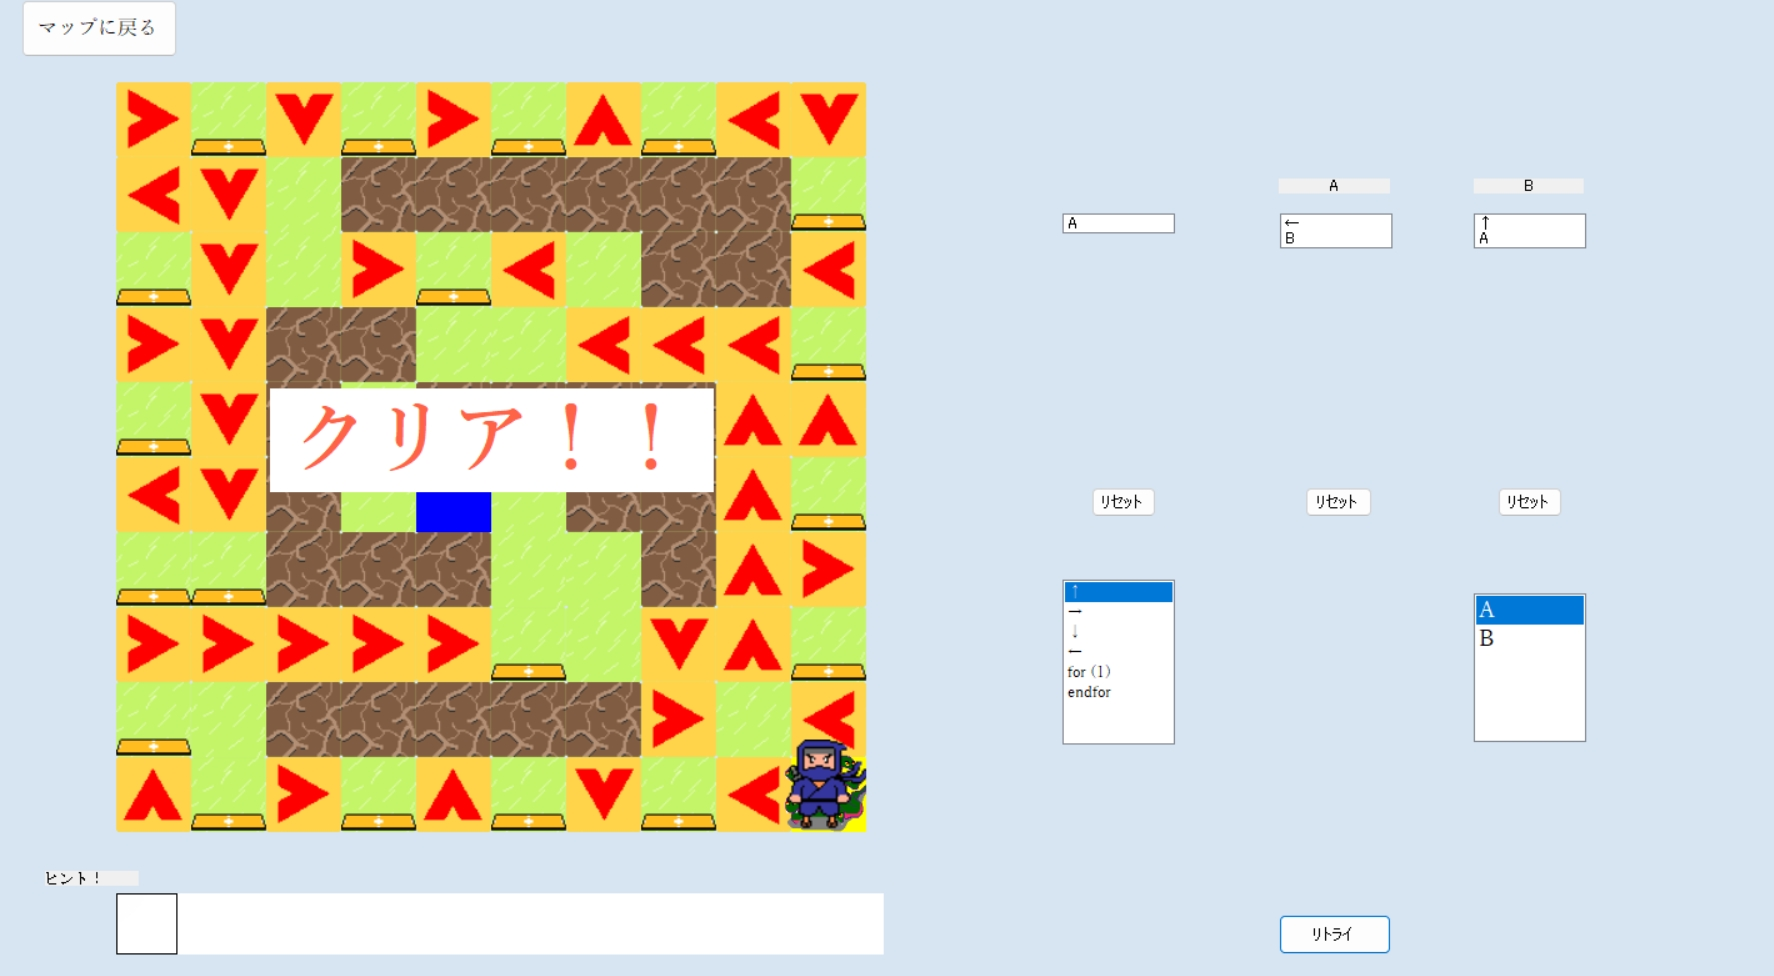 マップに戻る
クリア！！
ヒント！
A
A
←
B
B
↑
A
リセット
リセット
リセット
↑
→
↓
←
for (1)
endfor
A
B
リトライ